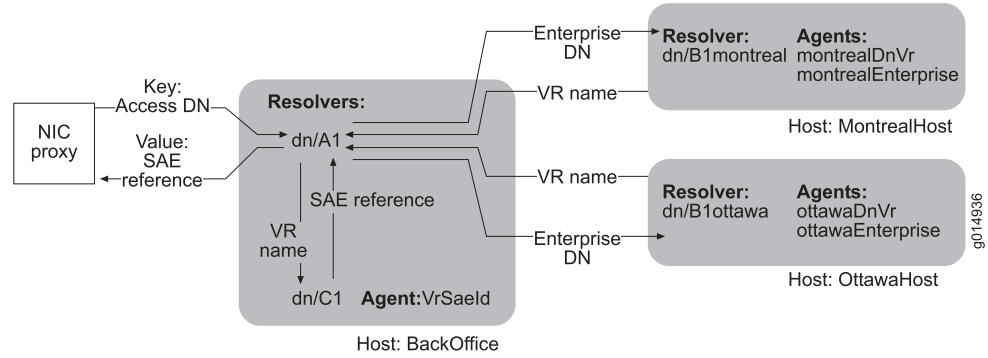 Key:
Access DN
NIC
proxy
Value:
SAE
reference
Resolvers:
dn/A1
SAE reference
VR
name
dn/C1
Agent:VrSaeId
Host: BackOffice
Enterprise
DN
VR name
Resolver:
dn/B1montreal
Agents:
montrealDnVr
montrealEnterprise
Host: MontrealHost
VR name
Enterprise
DN
Resolver:
dn/B1ottawa
Agents:
ottawaDnVr
ottawaEnterprise
Host: OttawaHost
g014936